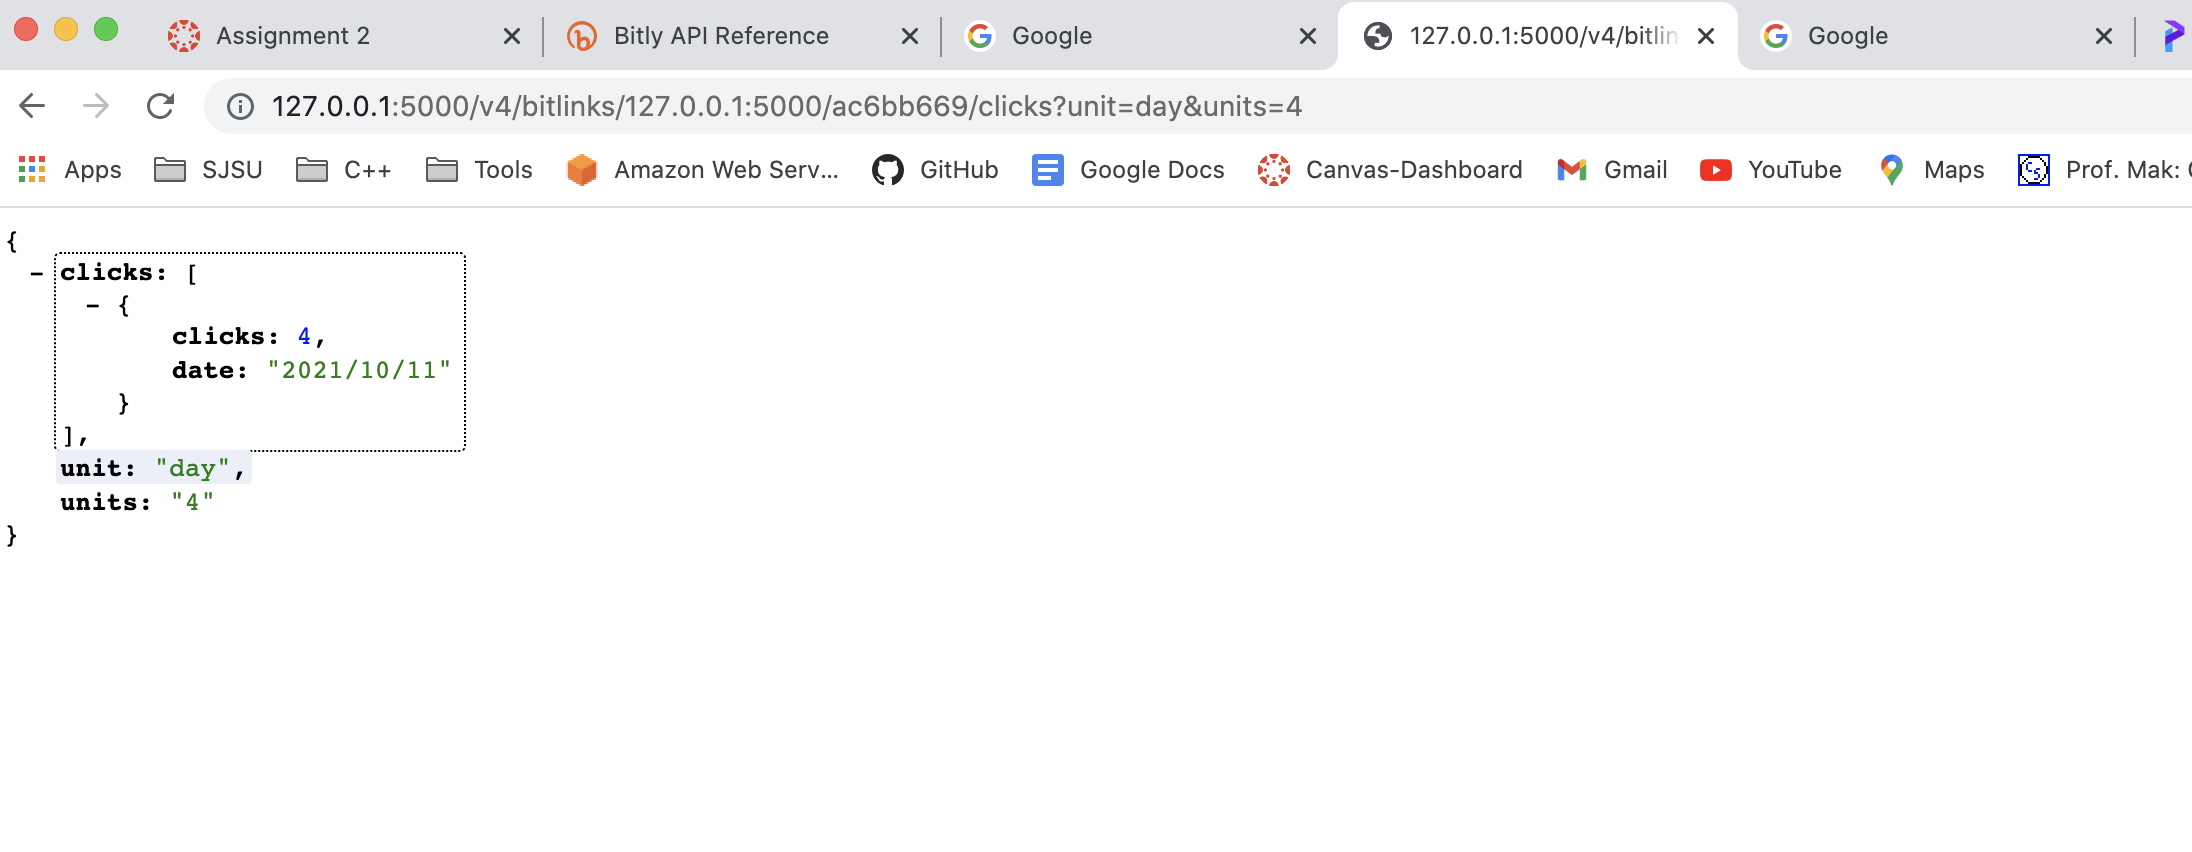 Assignment 2
Bitly API Reference
Google
127.0.0.1:5000/v4/bitlin
Google
127.0.0.1:5000/v4/bitlinks/127.0.0.1:5000/ac6bb669/clicks?unit=day&units=4
Apps SJSU C++ Tools Amazon Web Serv... GitHub Google Docs Canvas-Dashboard Gmail YouTube Maps Prof. Mak:
{
- clicks: [
- {
clicks: 4,
date: "2021/10/11"
}
],
unit: "day",
units: "4"
}